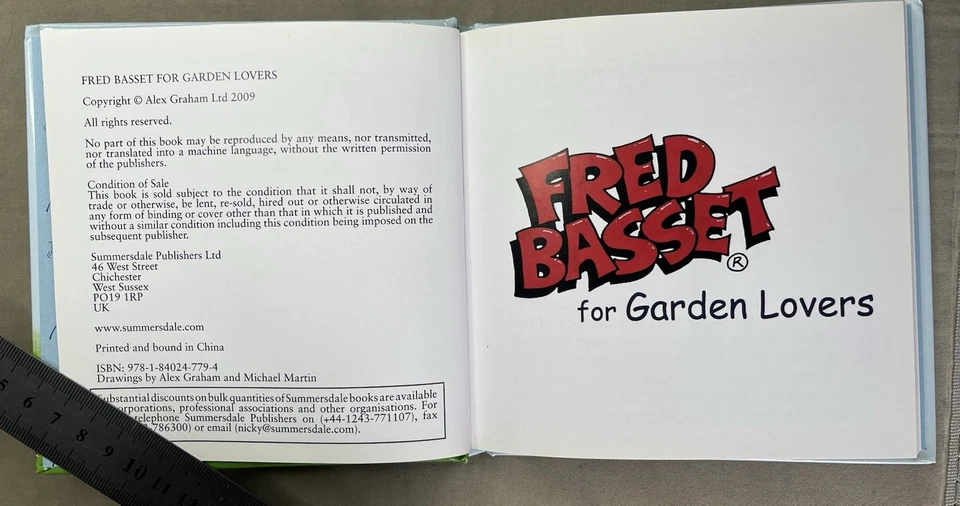 FRED BASSET FOR GARDEN LOVERS
Copyright © Alex Graham Ltd 2009
All rights reserved.
No part of this book may be reproduced by any means, nor transmitted,
nor translated into a machine language, without the written permission
of the publishers.
Condition of Sale
This book is sold subject to the condition that it shall not, by way of
trade or otherwise, be lent, re-sold, hired out or otherwise circulated in
any form of binding or cover other than that in which it is published and
without a similar condition including this condition being imposed on the
subsequent publisher.
Summersdale Publishers Ltd
46 West Street
Chichester
West Sussex
PO19 1RP
UK
www.summersdale.com
Printed and bound in China
ISBN: 978-1-84024-779-4
Drawings by Alex Graham and Michael Martin
Substantial discounts on bulk quantities of Summersdale books are available
orporations, professional associations and other organisations. For
telephone Summersdale Publishers on (+44-1243-771107), fax
-786300) or email (nicky@summersdale.com).
FRED
BASSET ®
for Garden Lovers
5 6 7 8 9 10 11